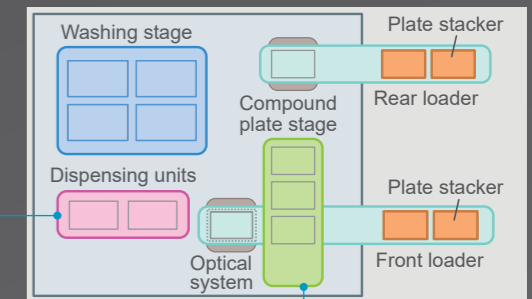 Washing stage
Plate stacker
Compound
plate stage
Rear loader
Dispensing units
Plate stacker
Optical
system
Front loader